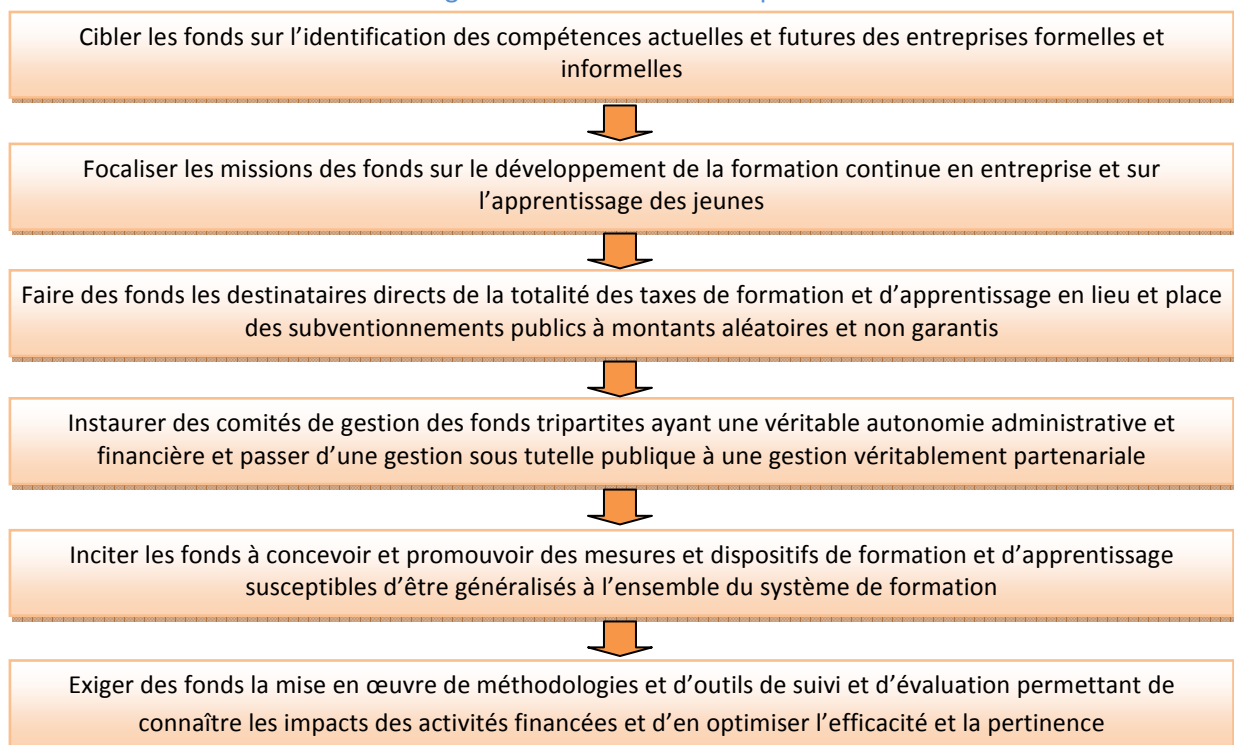 Cibler les fonds sur l’identification des compétences actuelles et futures des entreprises formelles et
informelles
Focaliser les missions des fonds sur le développement de la formation continue en entreprise et sur
l’apprentissage des jeunes
Faire des fonds les destinataires directs de la totalité des taxes de formation et d’apprentissage en lieu et place
des subventionnements publics à montants aléatoires et non garantis
Instaurer des comités de gestion des fonds tripartites ayant une véritable autonomie administrative et
financière et passer d’une gestion sous tutelle publique à une gestion véritablement partenariale
Inciter les fonds à concevoir et promouvoir des mesures et dispositifs de formation et d’apprentissage
susceptibles d’être généralisés à l’ensemble du système de formation
Exiger des fonds la mise en œuvre de méthodologies et d’outils de suivi et d’évaluation permettant de
connaître les impacts des activités financées et d’en optimiser l’efficacité et la pertinence